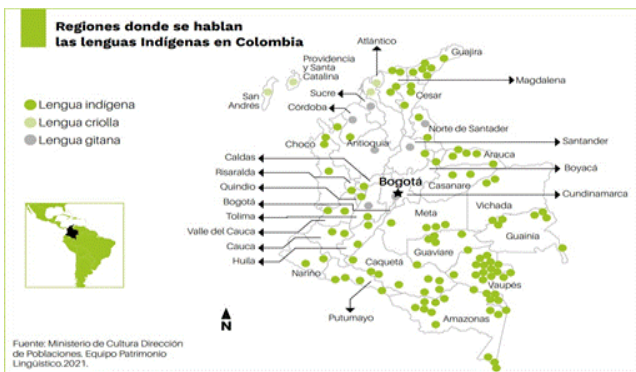 Regiones donde se hablan
las lenguas Indígenas en Colombia
Lengua indígena
Lengua criolla
Lengua gitana
Atlántico
Guajira
Providencia
y Santa
Catalina
San
Andrés
Sucre
Córdoba
Magdalena
Cesar
Norte de Santader
Choco
Antioquia
Santander
Arauca
Caldas
Boyacá
Risaralda
Bogotá
Casanare
Quindio
Cundinamarca
Bogotá
Tolima
Meta
Vichada
Valle del Cauca
Guainía
Cauca
Guaviare
Huila
Caquetá
Nariño
Vaupés
Putumayo
Amazonas
N
Fuente: Ministerio de Cultura Dirección
de Poblaciones. Equipo Patrimonio
Lingüístico.2021.